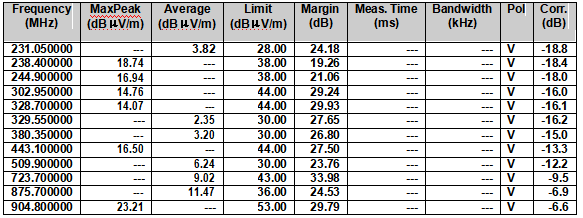 Frequency (MHz) MaxPeak (dBµV/m) Average (dBµV/m) Limit (dBµV/m) Margin (dB) Meas. Time (ms) Bandwidth (kHz) Pol Corr. (dB)
231.050000 --- 3.82 28.00 24.18 --- --- V -18.8
238.400000 18.74 --- 38.00 19.26 --- --- V -18.4
244.900000 16.94 --- 38.00 21.06 --- --- V -18.0
302.950000 14.76 --- 44.00 29.24 --- --- V -16.0
328.700000 14.07 --- 44.00 29.93 --- --- V -16.1
329.550000 --- 2.35 30.00 27.65 --- --- V -16.2
380.350000 --- 3.20 30.00 26.80 --- --- V -15.0
443.100000 16.50 --- 44.00 27.50 --- --- V -13.3
509.900000 --- 6.24 30.00 23.76 --- --- V -12.2
723.700000 --- 9.02 43.00 33.98 --- --- V -9.5
875.700000 --- 11.47 36.00 24.53 --- --- V -6.9
904.800000 23.21 --- 53.00 29.79 --- --- V -6.6